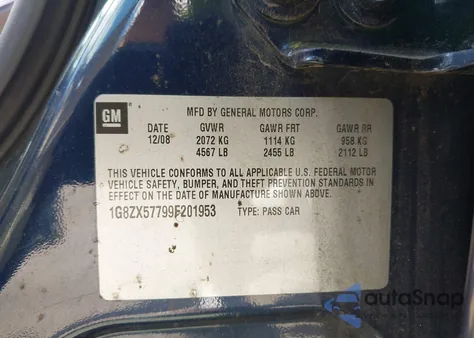 GM
MFD BY GENERAL MOTORS CORP.
DATE GVWR GAWR FRT GAWR RR
12/08 2072 KG 1114 KG 958 KG
4567 LB 2455 LB 2112 LB
THIS VEHICLE CONFORMS TO ALL APPLICABLE U.S. FEDERAL MOTOR
VEHICLE SAFETY, BUMPER, AND THEFT PREVENTION STANDARDS IN
EFFECT ON THE DATE OF MANUFACTURE SHOWN ABOVE.
1G8ZX57799F201953 TYPE: PASS CAR
autoSnap